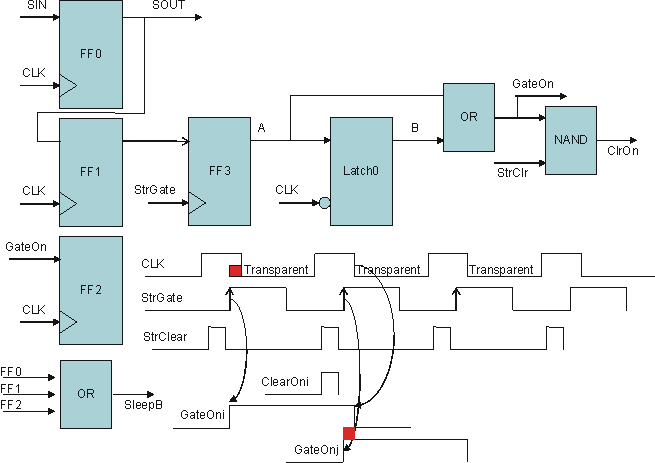 SIN
SOUT
FF0
CLK
GateOn
OR
A
B
NAND
FF1
FF3
Latch0
ClrOn
StrClr
CLK
StrGate
CLK
GateOn
FF2
CLK
CLK
Transparent
Transparent
Transparent
StrGate
StrClear
FF0
FF1
FF2
OR
SleepB
ClearOni
GateOni
GateOnj